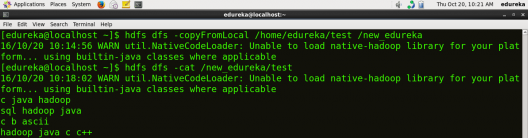 Applications Places System
Thu Oct 20, 10:21 AM edureka
edureka@localhost:~
File Edit View Search Terminal Help
[edureka@localhost ~]$ hdfs dfs -copyFromLocal /home/edureka/test /new_edureka
16/10/20 10:14:56 WARN util.NativeCodeLoader: Unable to load native-hadoop library for your plat
form... using builtin-java classes where applicable
[edureka@localhost ~]$ hdfs dfs -cat /new_edureka/test
16/10/20 10:18:02 WARN util.NativeCodeLoader: Unable to load native-hadoop library for your plat
form... using builtin-java classes where applicable
c java hadoop
sql hadoop java
c b ascii
hadoop java c c++